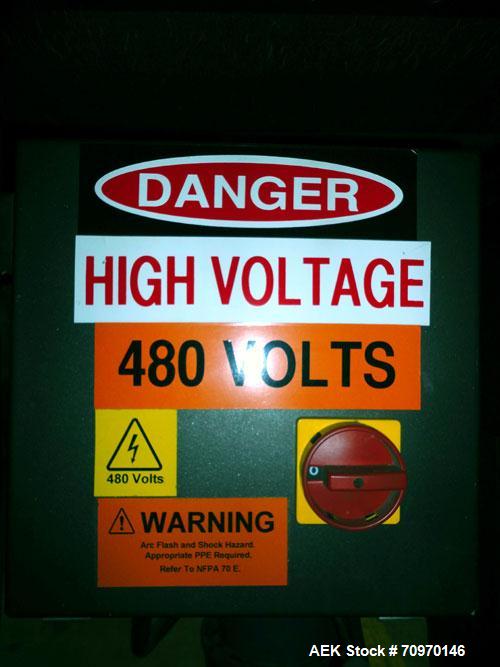 DANGER
HIGH VOLTAGE
480 VOLTS
480 Volts
WARNING
Arc Flash and Shock Hazard.
Appropriate PPE Required.
Refer To NFPA 70 E.
AEK Stock # 70970146